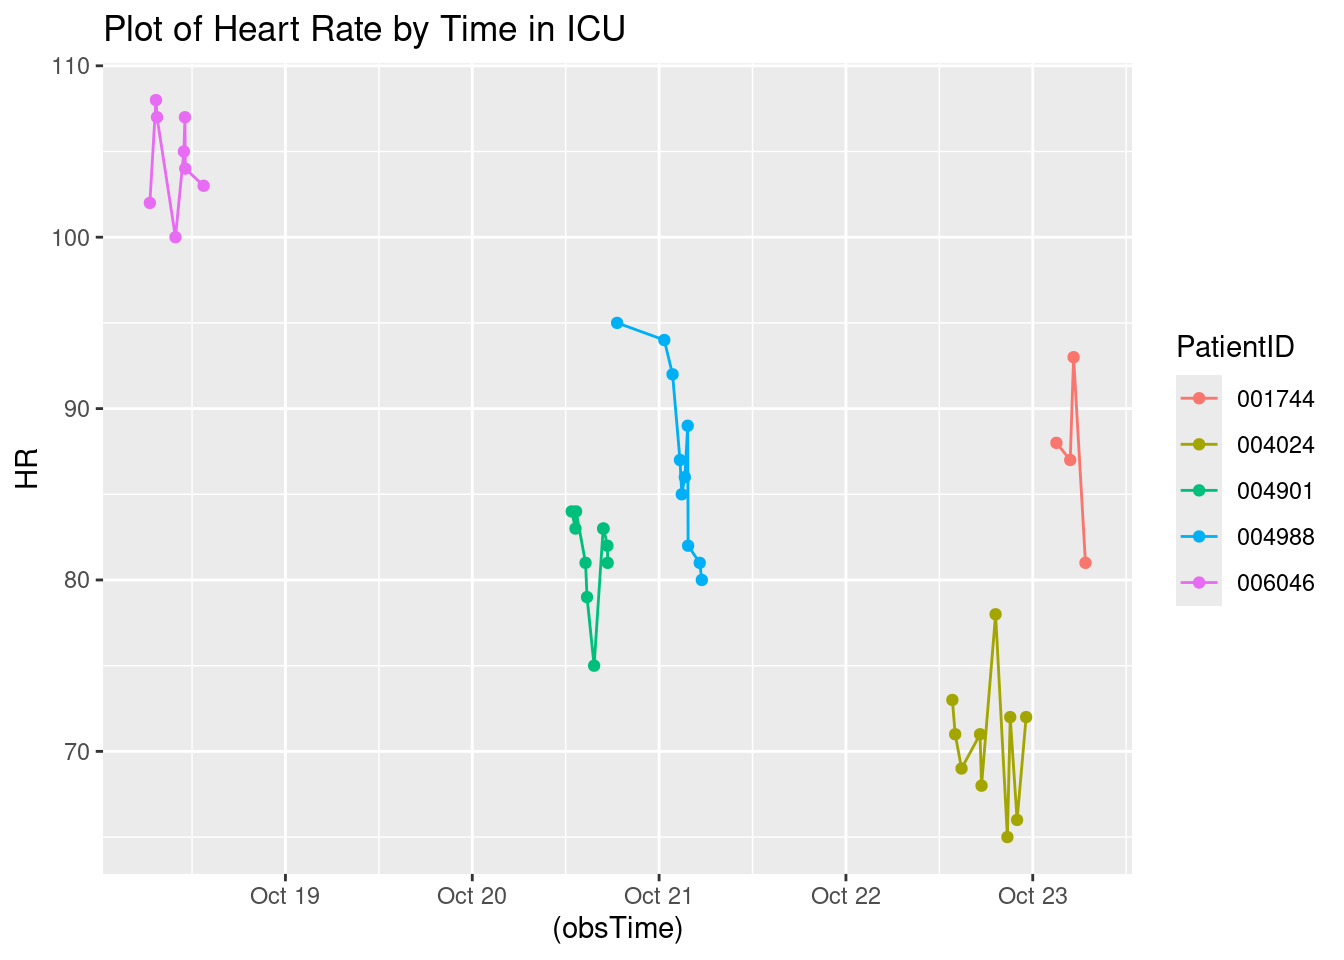 Plot of Heart Rate by Time in ICU
110
100
90
80
70
HR
Oct 19
Oct 20
Oct 21
Oct 22
Oct 23
(obsTime)
PatientID
001744
004024
004901
004988
006046